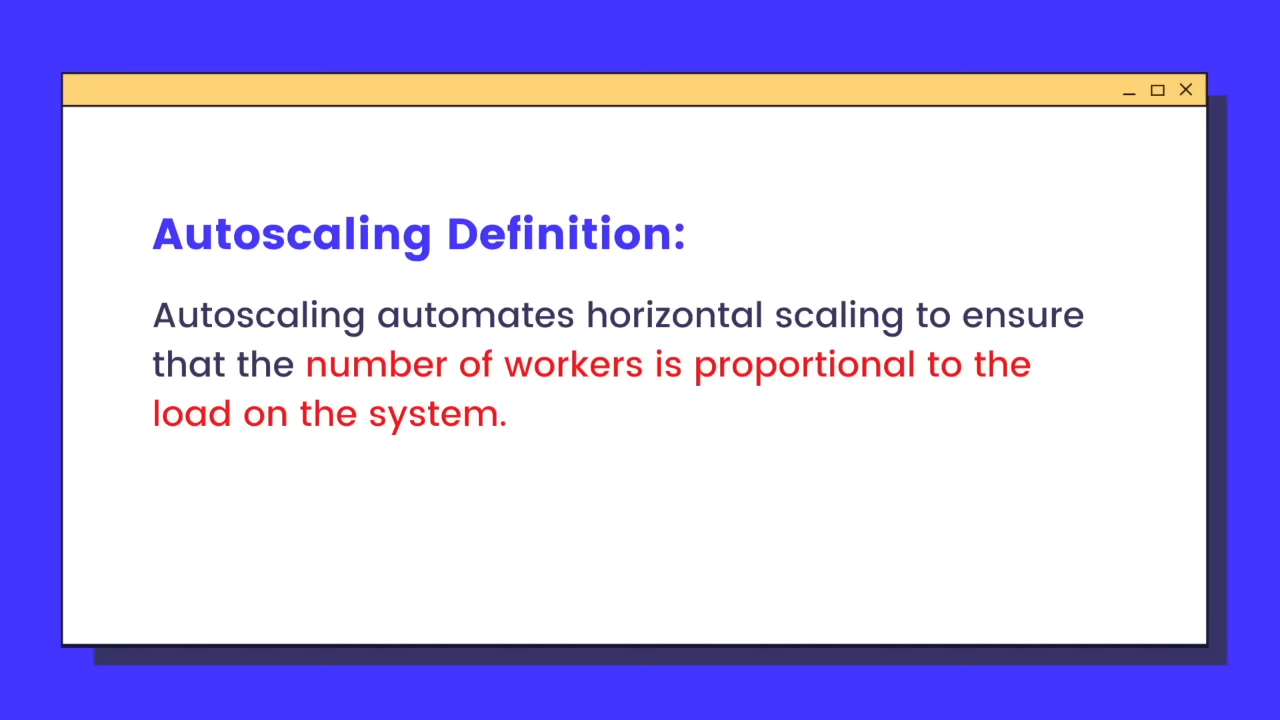 Autoscaling Definition:
Autoscaling automates horizontal scaling to ensure
that the number of workers is proportional to the
load on the system.